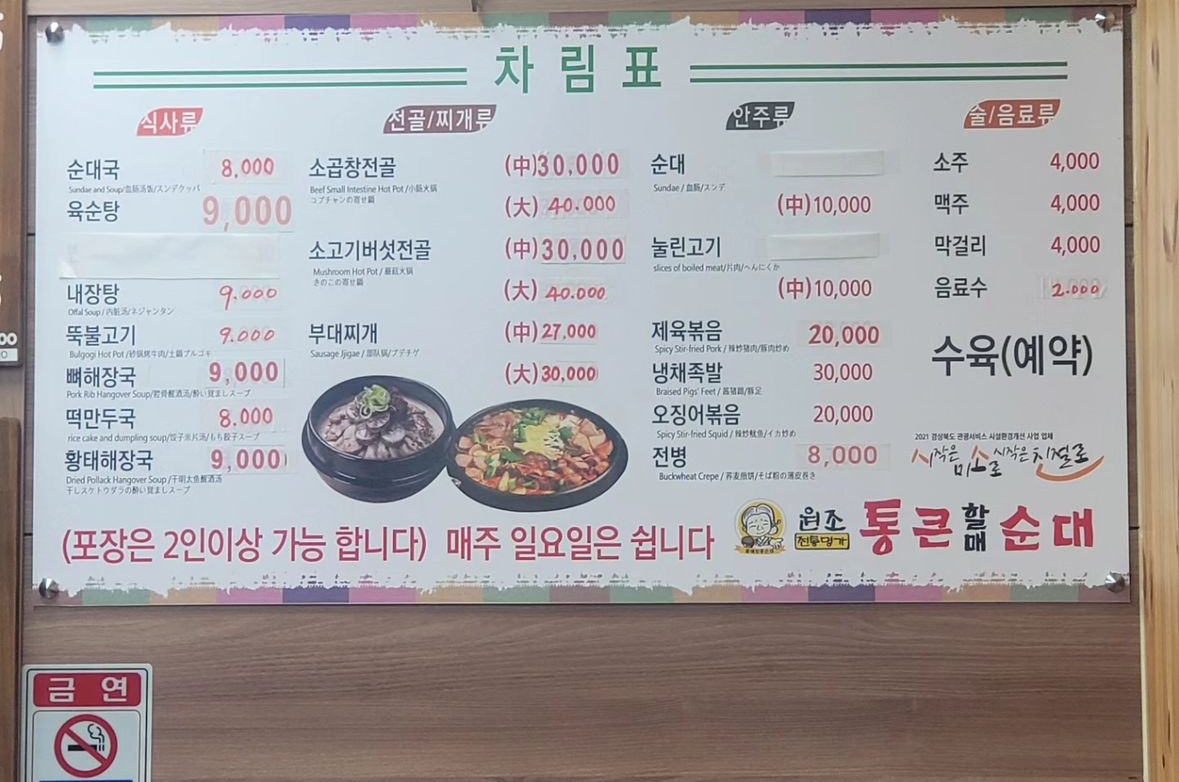 차림표
식사류
순대국 8,000
Sundae and Soup/血肠汤饭/スンデクッパ
육순탕 9,000
내장탕 9.000
Offal Soup / 内脏汤/ネジャンタン
뚝불고기 9.000
Bulgogi Hot Pot /砂锅烤牛肉/土鍋プルゴギ
뼈해장국 9,000
Pork Rib Hangover Soup/脊骨醒酒汤/酔い覚ましスープ
떡만두국 8.000
rice cake and dumpling soup/饺子米片汤/もち餃子スープ
황태해장국 9,000
Dried Pollack Hangover Soup /干明太鱼醒酒汤
干しスケトウダラの酔い覚ましスープ
전골/찌개류
소곱창전골 (中)30,000
Beef Small Intestine Hot Pot /小肠火锅
コプチャンの寄せ鍋
(大) 40.000
소고기버섯전골 (中)30,000
Mushroom Hot Pot / 蘑菇火锅
きのこの寄せ鍋
(大) 40.000
부대찌개 (中)27,000
Sausage Jigae / 部队锅/プデチゲ
(大)30,000
안주류
순대
Sundae / 血肠/スンデ
(中)10,000
눌린고기
slices of boiled meat/片肉/へんにくか
(中)10,000
제육볶음 20,000
Spicy Stir-fried Pork / 辣炒猪肉/豚肉炒め
냉채족발 30,000
Braised Pigs' Feet / 酱猪蹄/豚足
오징어볶음 20,000
Spicy Stir-fried Squid / 辣炒鱿鱼/イカ炒め
전병 8,000
Buckwheat Crepe / 荞麦煎饼/そば粉の薄皮巻き
술/음료류
소주 4,000
맥주 4,000
막걸리 4,000
음료수 2.000
수육(예약)
2021 경상북도 관광서비스 시설환경개선 사업 업체
시작은 미소로 시작은 친절로
(포장은 2인이상 가능 합니다) 매주 일요일은 쉽니다
원조 전통명가 통큰할매순대
금 연